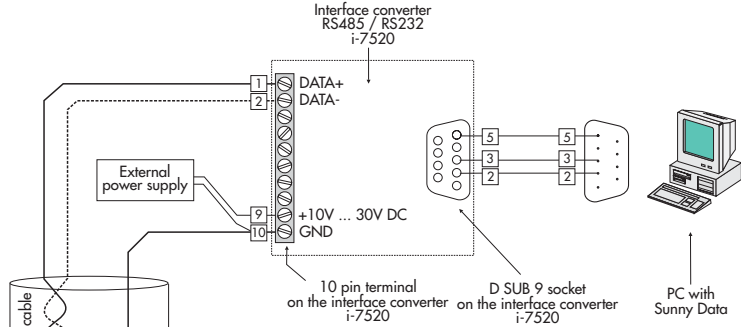 Interface converter
RS485 / RS232
i-7520
1
DATA+
2
DATA-
5
5
3
3
2
2
External
power supply
9
+10V ... 30V DC
10
GND
cable
10 pin terminal
on the interface converter
i-7520
D SUB 9 socket
on the interface converter
i-7520
PC with
Sunny Data